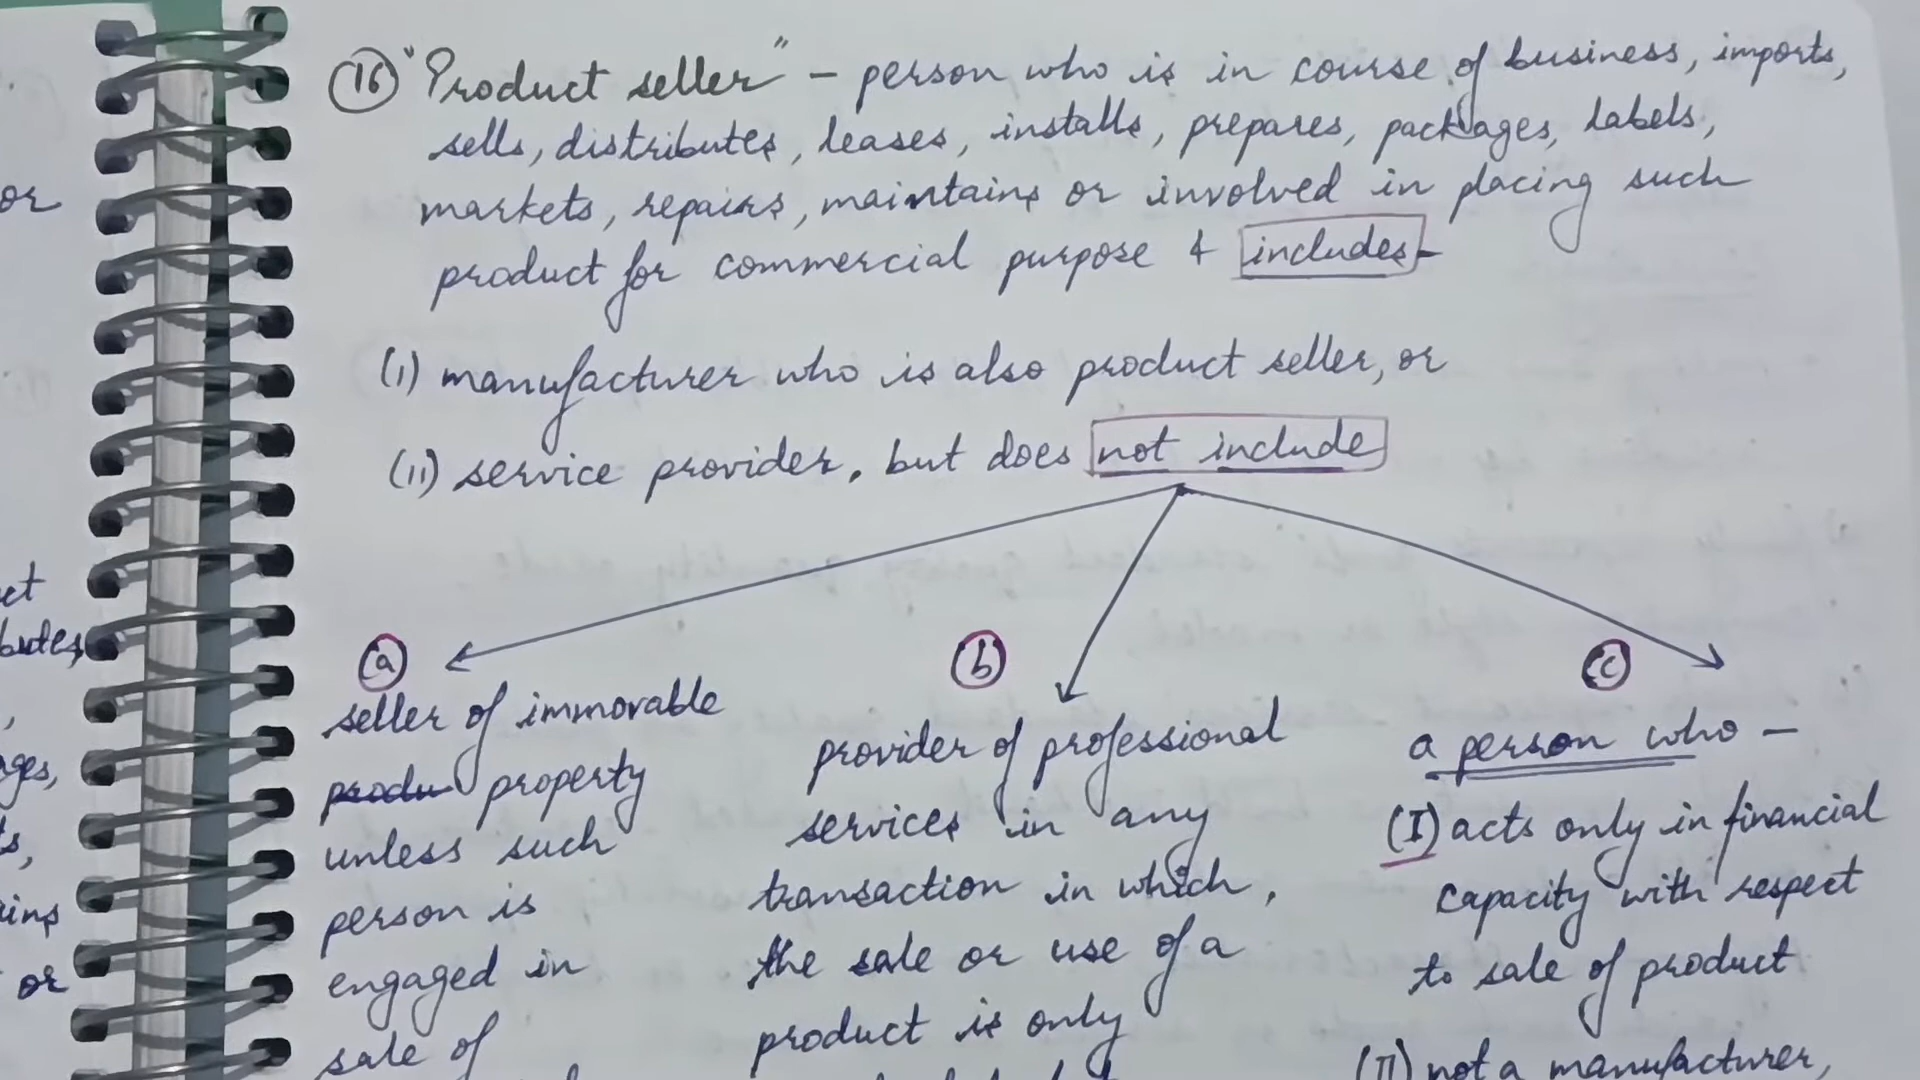 (16) "Product seller" - person who is in course of business, imports,
sells, distributes, leases, installs, prepares, packages, labels,
markets, repairs, maintains or involved in placing such
product for commercial purpose & includes-
(i) manufacturer who is also product seller, or
(ii) service provider, but does not include
(a)
seller of immovable
produ property
unless such
person is
engaged in
sale of
(b)
provider of professional
services in any
transaction in which,
the sale or use of a
product is only
(c)
a person who -
(I) acts only in financial
capacity with respect
to sale of product
(II) not a manufacturer,
or
butes,
ges,
or